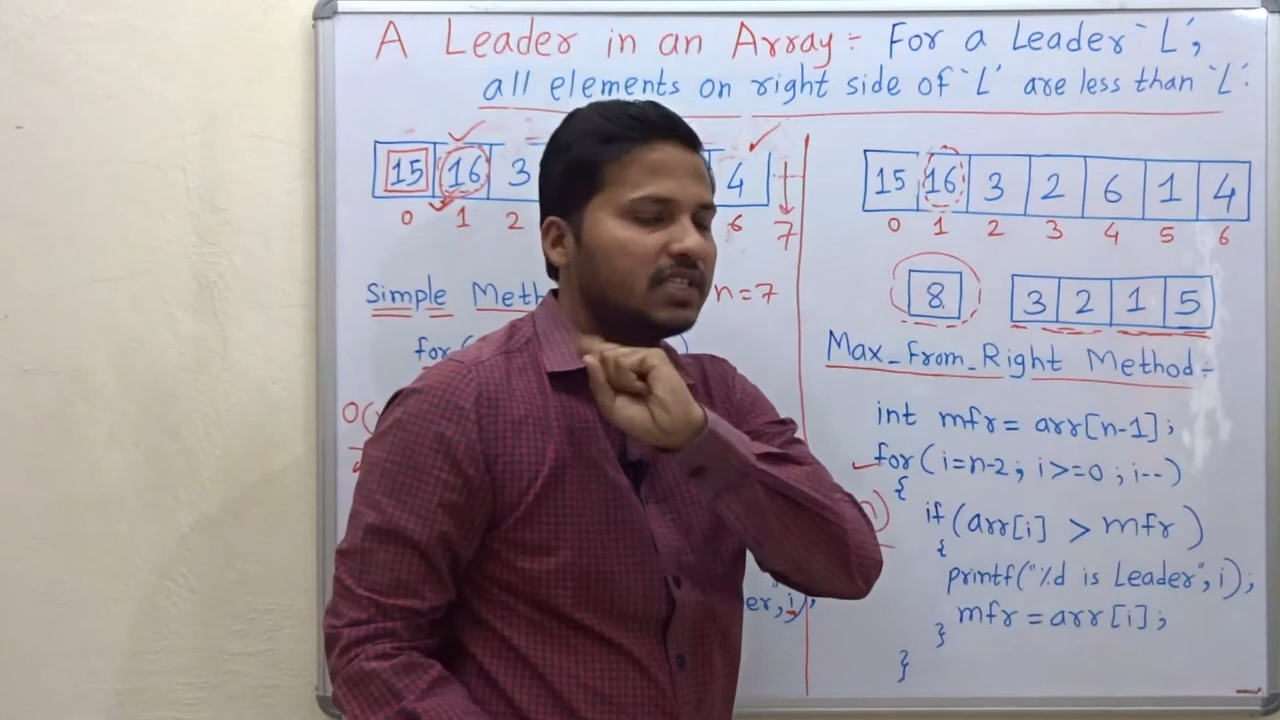 A Leader in an Array :- For a Leader `L',
all elements on right side of `L' are less than `L'.
15 16 3 4
0 1 2 6 7
Simple n=7
for(
er", i);
15 16 3 2 6 1 4
0 1 2 3 4 5 6
8 3 2 1 5
Max_From_Right Method :-
int mfr = arr[n-1];
for(i=n-2; i>=0; i--)
{
if(arr[i] > mfr)
{
printf("%d is Leader", i);
mfr = arr[i];
}
}